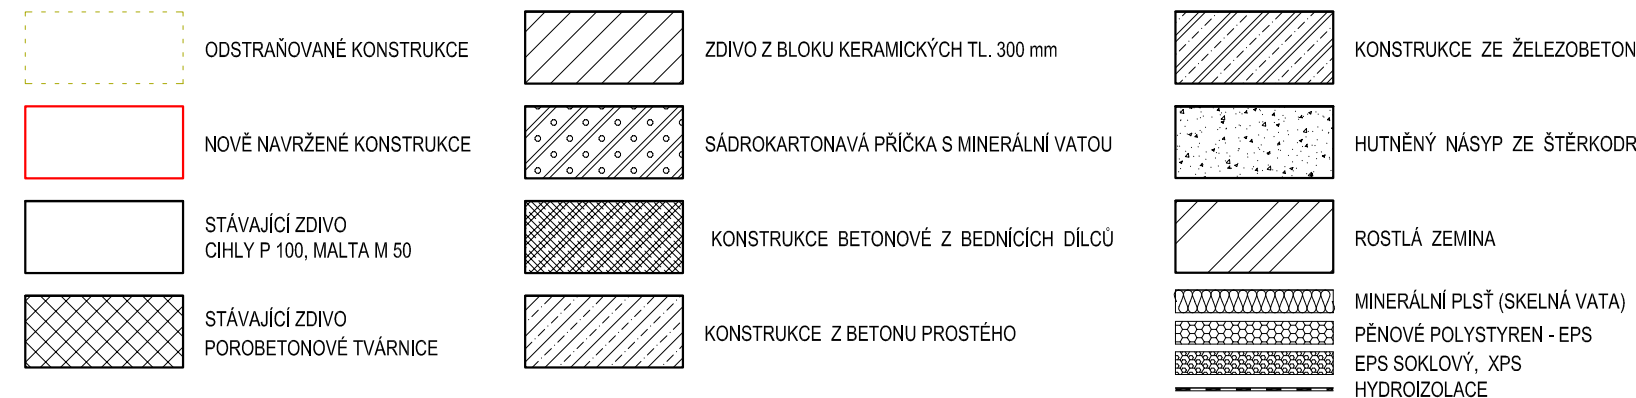 ODSTRAŇOVANÉ KONSTRUKCE
NOVĚ NAVRŽENÉ KONSTRUKCE
STÁVAJÍCÍ ZDIVO
CIHLY P 100, MALTA M 50
STÁVAJÍCÍ ZDIVO
POROBETONOVÉ TVÁRNICE
ZDIVO Z BLOKU KERAMICKÝCH TL. 300 mm
SÁDROKARTONAVÁ PŘÍČKA S MINERÁLNÍ VATOU
KONSTRUKCE BETONOVÉ Z BEDNÍCÍCH DÍLCŮ
KONSTRUKCE Z BETONU PROSTÉHO
KONSTRUKCE ZE ŽELEZOBETON
HUTNĚNÝ NÁSYP ZE ŠTĚRKODR
ROSTLÁ ZEMINA
MINERÁLNÍ PLSŤ (SKELNÁ VATA)
PĚNOVÉ POLYSTYREN - EPS
EPS SOKLOVÝ, XPS
HYDROIZOLACE